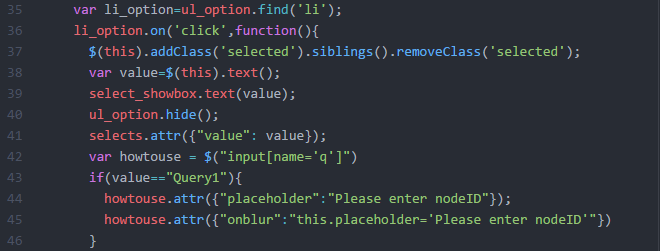 35 var li_option=ul_option.find('li');
36 li_option.on('click',function(){
37 $(this).addClass('selected').siblings().removeClass('selected');
38 var value=$(this).text();
39 select_showbox.text(value);
40 ul_option.hide();
41 selects.attr({"value": value});
42 var howtouse = $("input[name='q']")
43 if(value=="Query1"){
44 howtouse.attr({"placeholder":"Please enter nodeID"});
45 howtouse.attr({"onblur":"this.placeholder='Please enter nodeID'"})
46 }